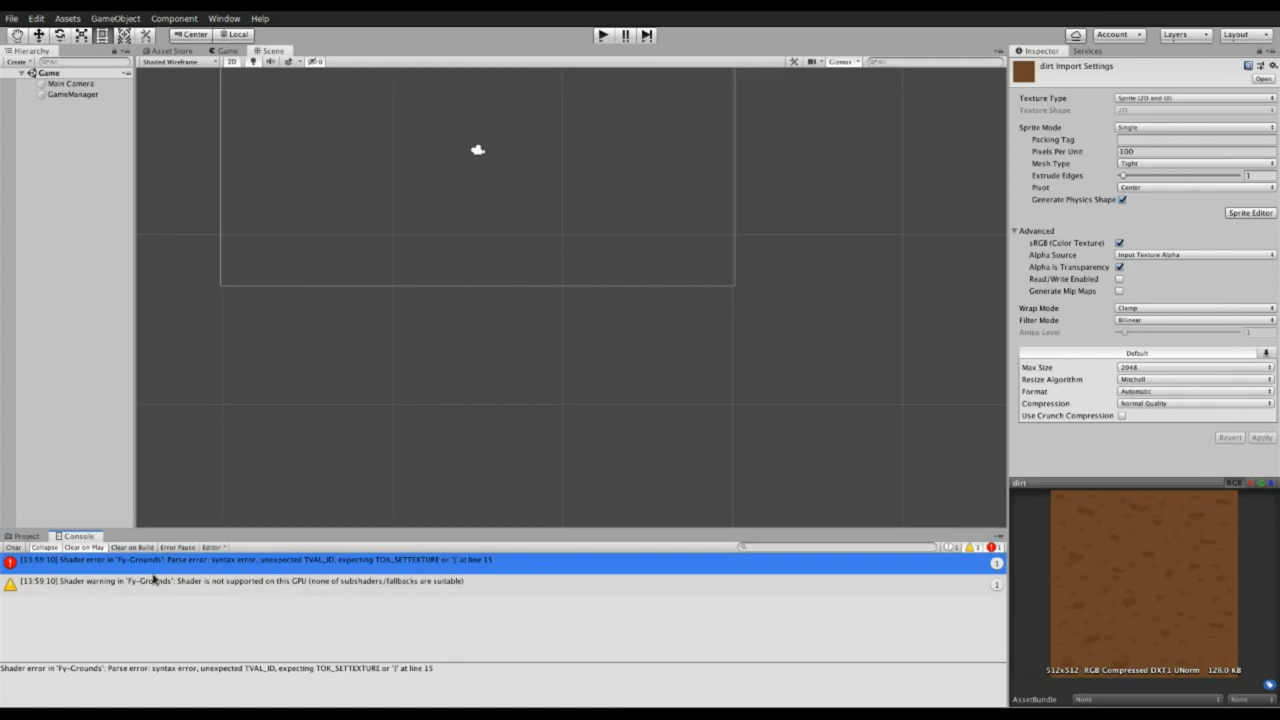 File Edit Assets GameObject Component Window Help
Center Local Account Layers Layout
Hierarchy
Create
Game
Main Camera
GameManager
Asset Store Game Scene
Shaded Wireframe 2D Gizmos
Inspector Services
dirt Import Settings
Open
Texture Type Sprite (2D and UI)
Texture Shape 2D
Sprite Mode Single
Packing Tag
Pixels Per Unit 100
Mesh Type Tight
Extrude Edges 1
Pivot Center
Generate Physics Shape
Sprite Editor
Advanced
sRGB (Color Texture)
Alpha Source Input Texture Alpha
Alpha Is Transparency
Read/Write Enabled
Generate Mip Maps
Wrap Mode Clamp
Filter Mode Bilinear
Aniso Level 1
Default
Max Size 2048
Resize Algorithm Mitchell
Format Automatic
Compression Normal Quality
Use Crunch Compression
Revert Apply
dirt RGB
512x512 RGB Compressed DXT1 UNorm 128.0 KB
AssetBundle None None
Project Console
Clear Collapse Clear on Play Clear on Build Error Pause Editor 1 1 1
[13:59:10] Shader error in 'Fy-Grounds': Parse error: syntax error, unexpected TVAL_ID, expecting TOK_SETTEXTURE or '}' at line 15 1
[13:59:10] Shader warning in 'Fy-Grounds': Shader is not supported on this GPU (none of subshaders/fallbacks are suitable) 1
Shader error in 'Fy-Grounds': Parse error: syntax error, unexpected TVAL_ID, expecting TOK_SETTEXTURE or '}' at line 15